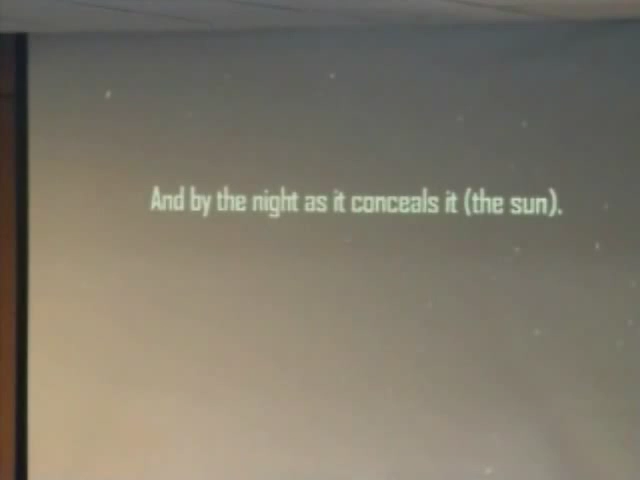 And by the night as it conceals it (the sun).